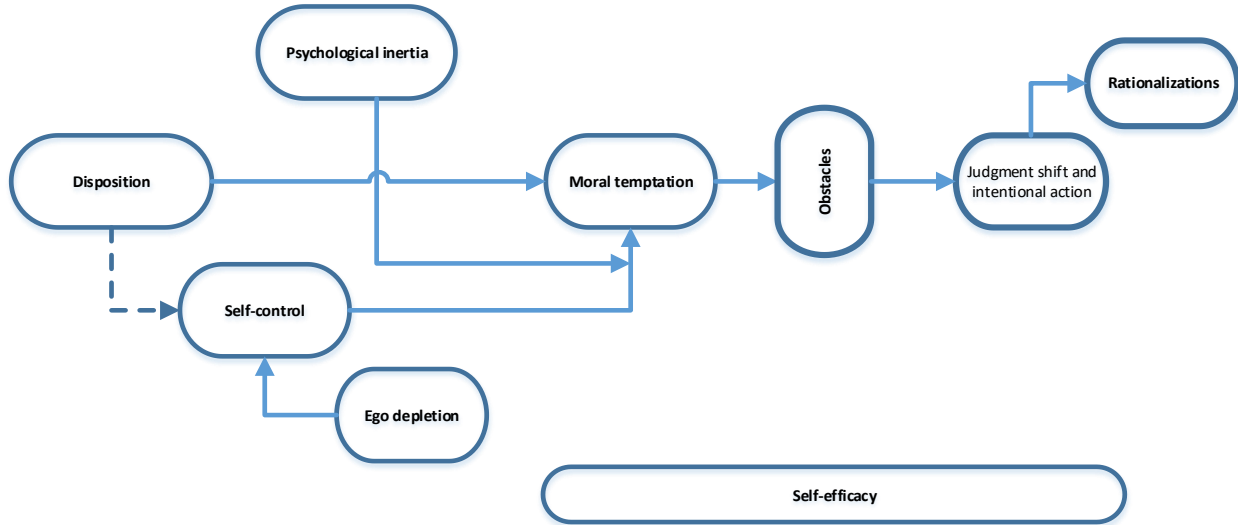 Psychological inertia
Rationalizations
Disposition
Moral temptation
Obstacles
Judgment shift and
intentional action
Self-control
Ego depletion
Self-efficacy